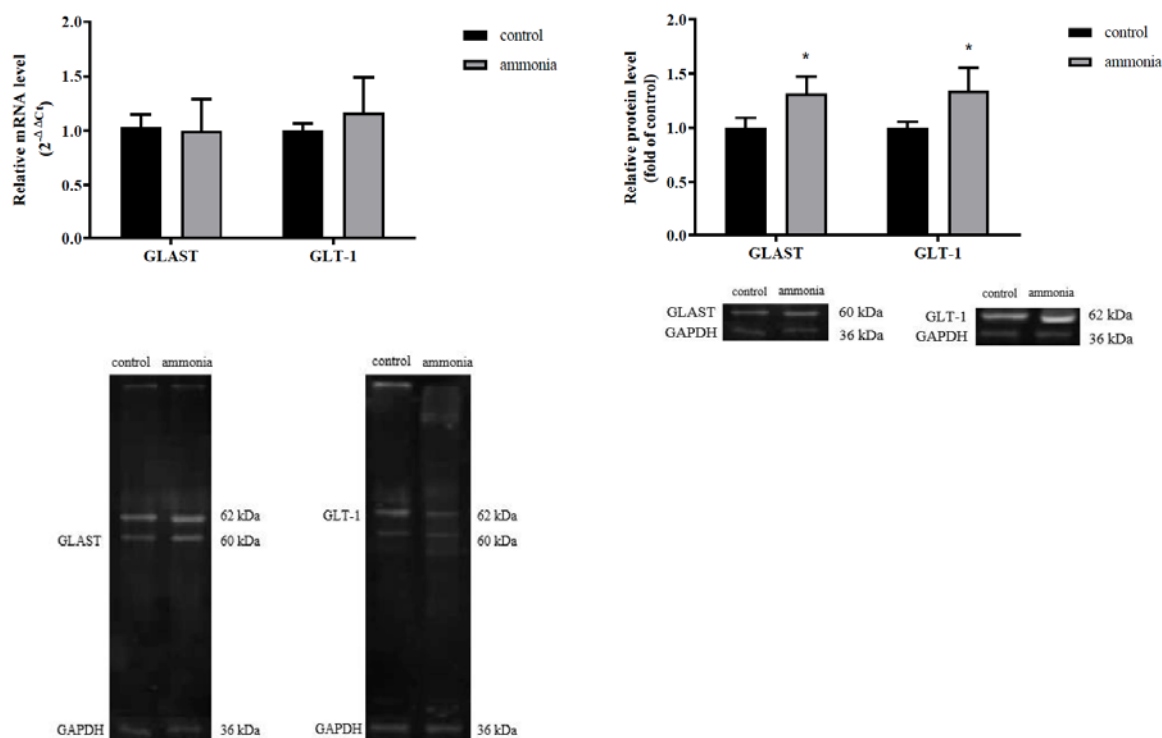 2.0
1.5
1.0
0.5
0.0
Relative mRNA level
(2^-Δ ΔCt)
control
ammonia
GLAST GLT-1
2.0
1.5
1.0
0.5
0.0
Relative protein level
(fold of control)
* *
control
ammonia
GLAST GLT-1
control ammonia
GLAST 60 kDa
GAPDH 36 kDa
control ammonia
GLT-1 62 kDa
GAPDH 36 kDa
control ammonia
62 kDa
GLAST 60 kDa
GAPDH 36 kDa
control ammonia
GLT-1 62 kDa
60 kDa
GAPDH 36 kDa